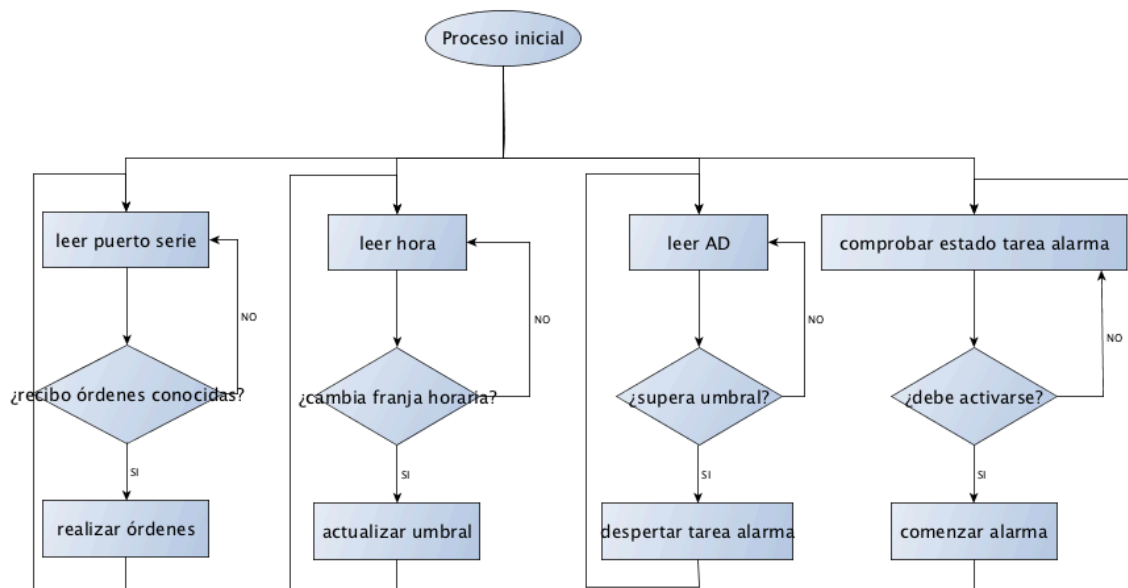 Proceso inicial
leer puerto serie
leer hora
leer AD
comprobar estado tarea alarma
NO
NO
NO
NO
¿recibo órdenes conocidas?
¿cambia franja horaria?
¿supera umbral?
¿debe activarse?
SI
SI
SI
SI
realizar órdenes
actualizar umbral
despertar tarea alarma
comenzar alarma